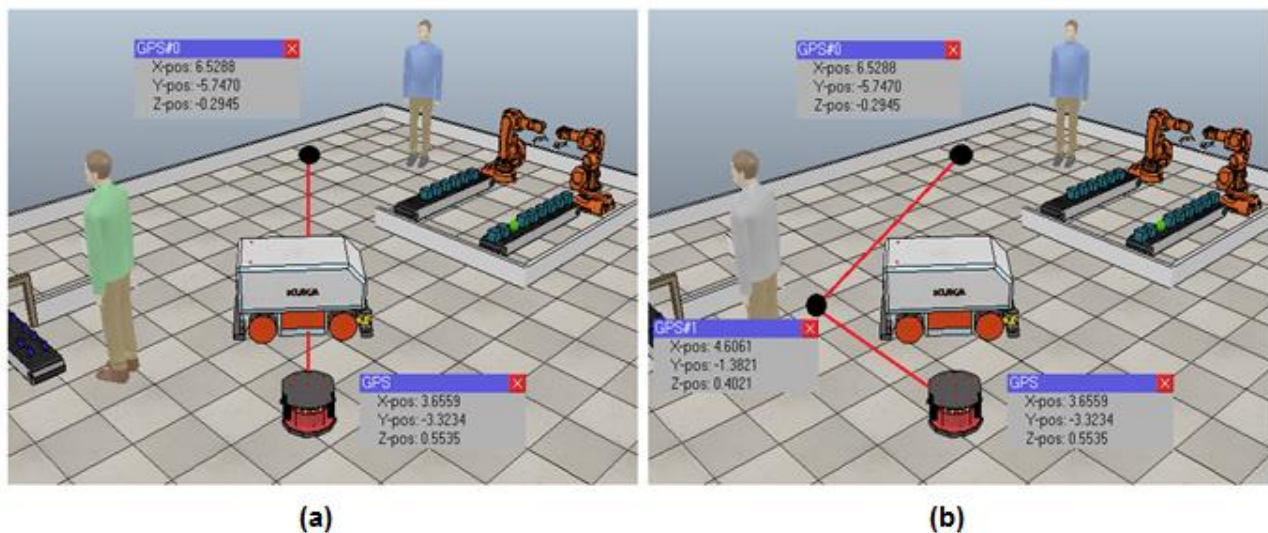 GPS#0
X-pos: 6.5288
Y-pos: -5.7470
Z-pos: -0.2945
KUKA
GPS
X-pos: 3.6559
Y-pos: -3.3234
Z-pos: 0.5535
(a)
GPS#0
X-pos: 6.5288
Y-pos: -5.7470
Z-pos: -0.2945
KUKA
GPS#1
X-pos: 4.6061
Y-pos: -1.3821
Z-pos: 0.4021
GPS
X-pos: 3.6559
Y-pos: -3.3234
Z-pos: 0.5535
(b)